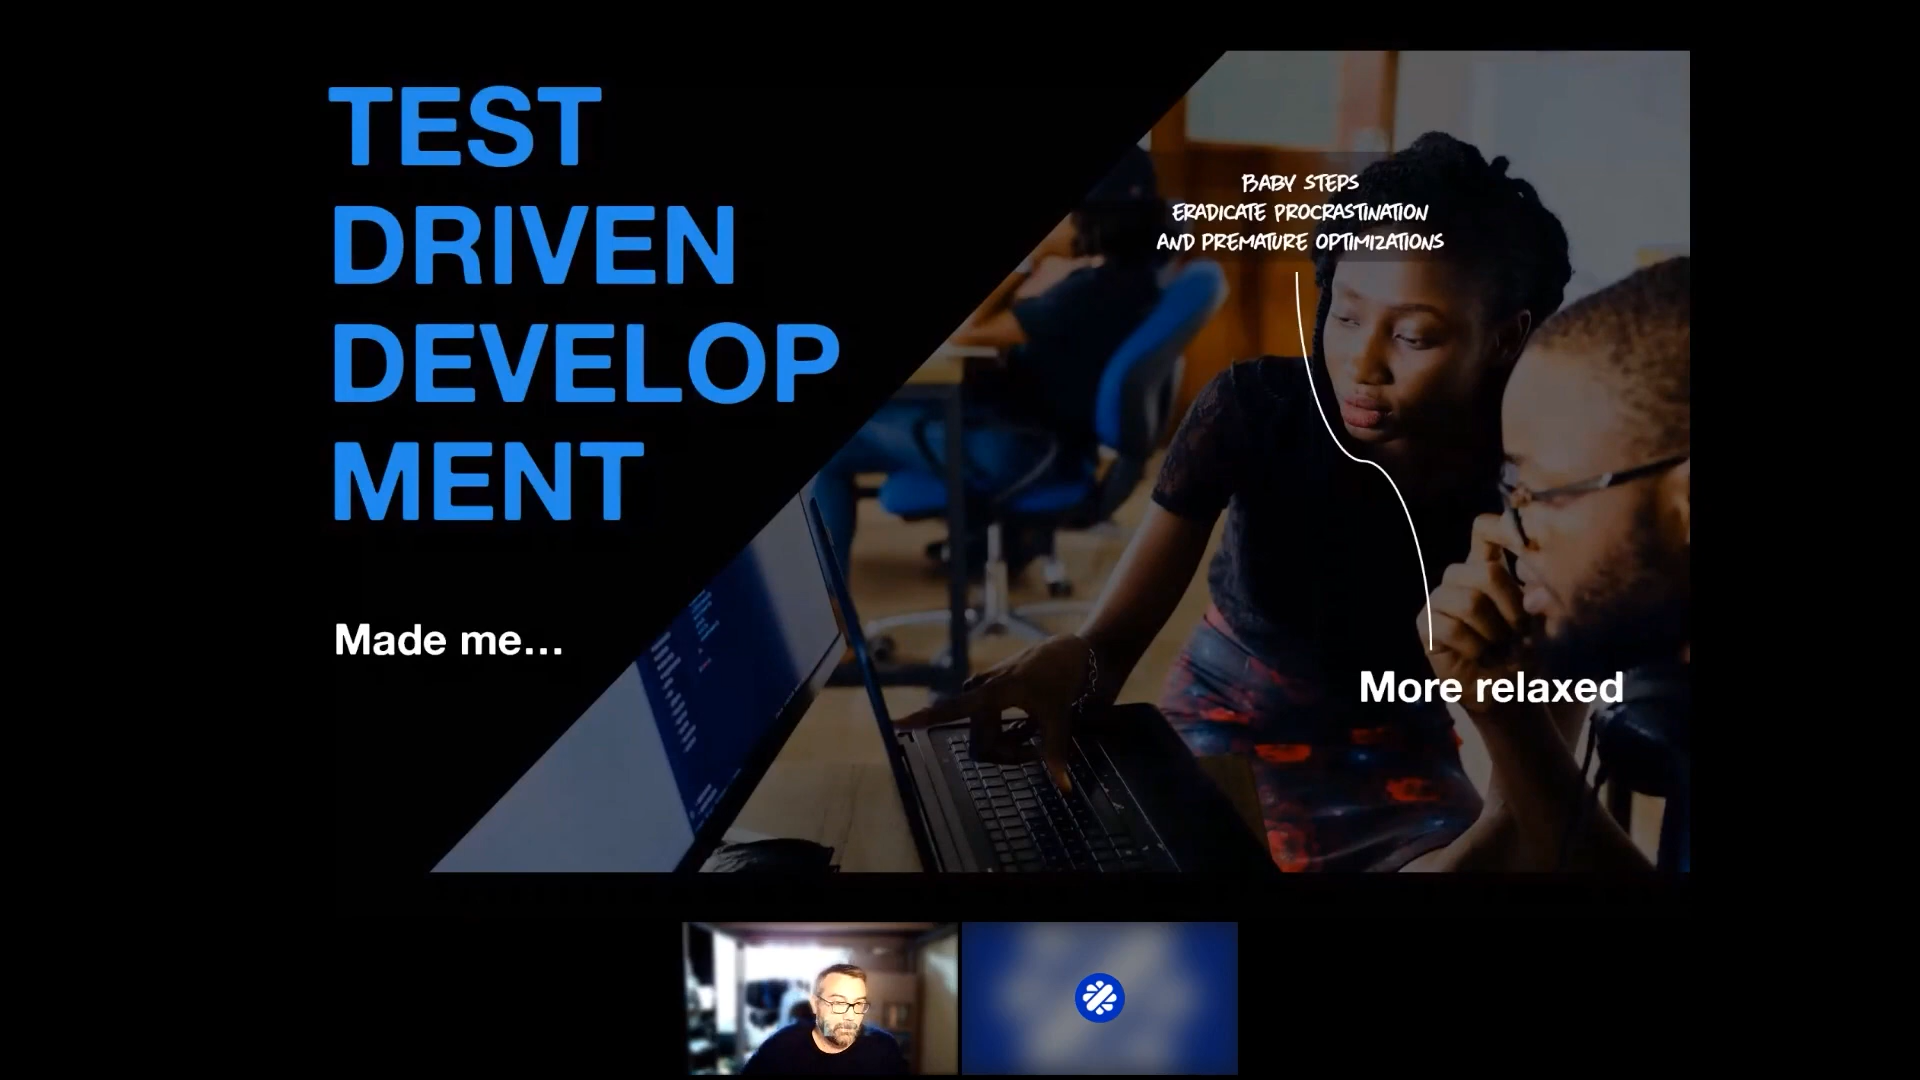 TEST
DRIVEN
DEVELOP
MENT
Made me...
BABY STEPS
ERADICATE PROCRASTINATION
AND PREMATURE OPTIMIZATIONS
More relaxed